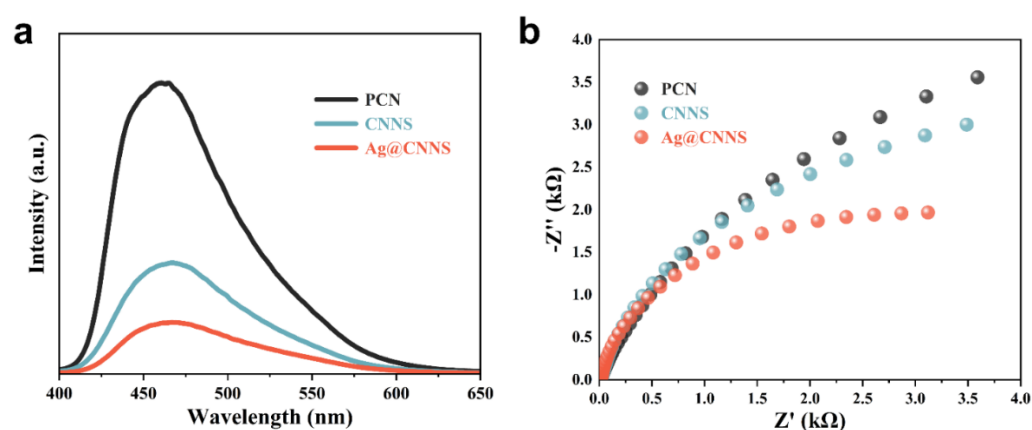 a
PCN
CNNS
Ag@CNNS
Intensity (a.u.)
400 450 500 550 600 650
Wavelength (nm)
b
4.0
3.5
3.0
2.5
2.0
1.5
1.0
0.5
0.0
PCN
CNNS
Ag@CNNS
-Z'' (kΩ)
0.0 0.5 1.0 1.5 2.0 2.5 3.0 3.5 4.0
Z' (kΩ)